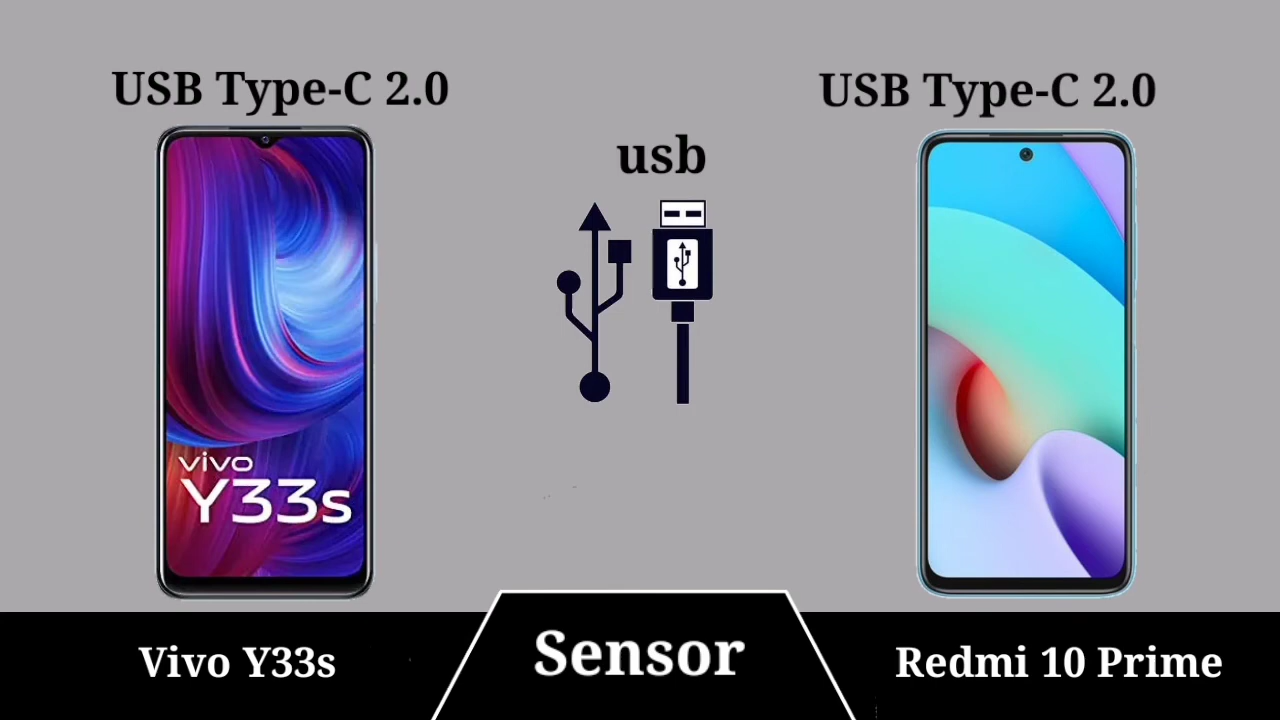 USB Type-C 2.0
USB Type-C 2.0
usb
vivo
Y33s
Vivo Y33s
Sensor
Redmi 10 Prime